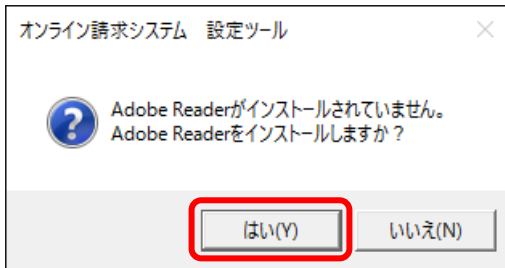 オンライン請求システム　設定ツール
Adobe Readerがインストールされていません。
Adobe Readerをインストールしますか？
はい(Y)
いいえ(N)